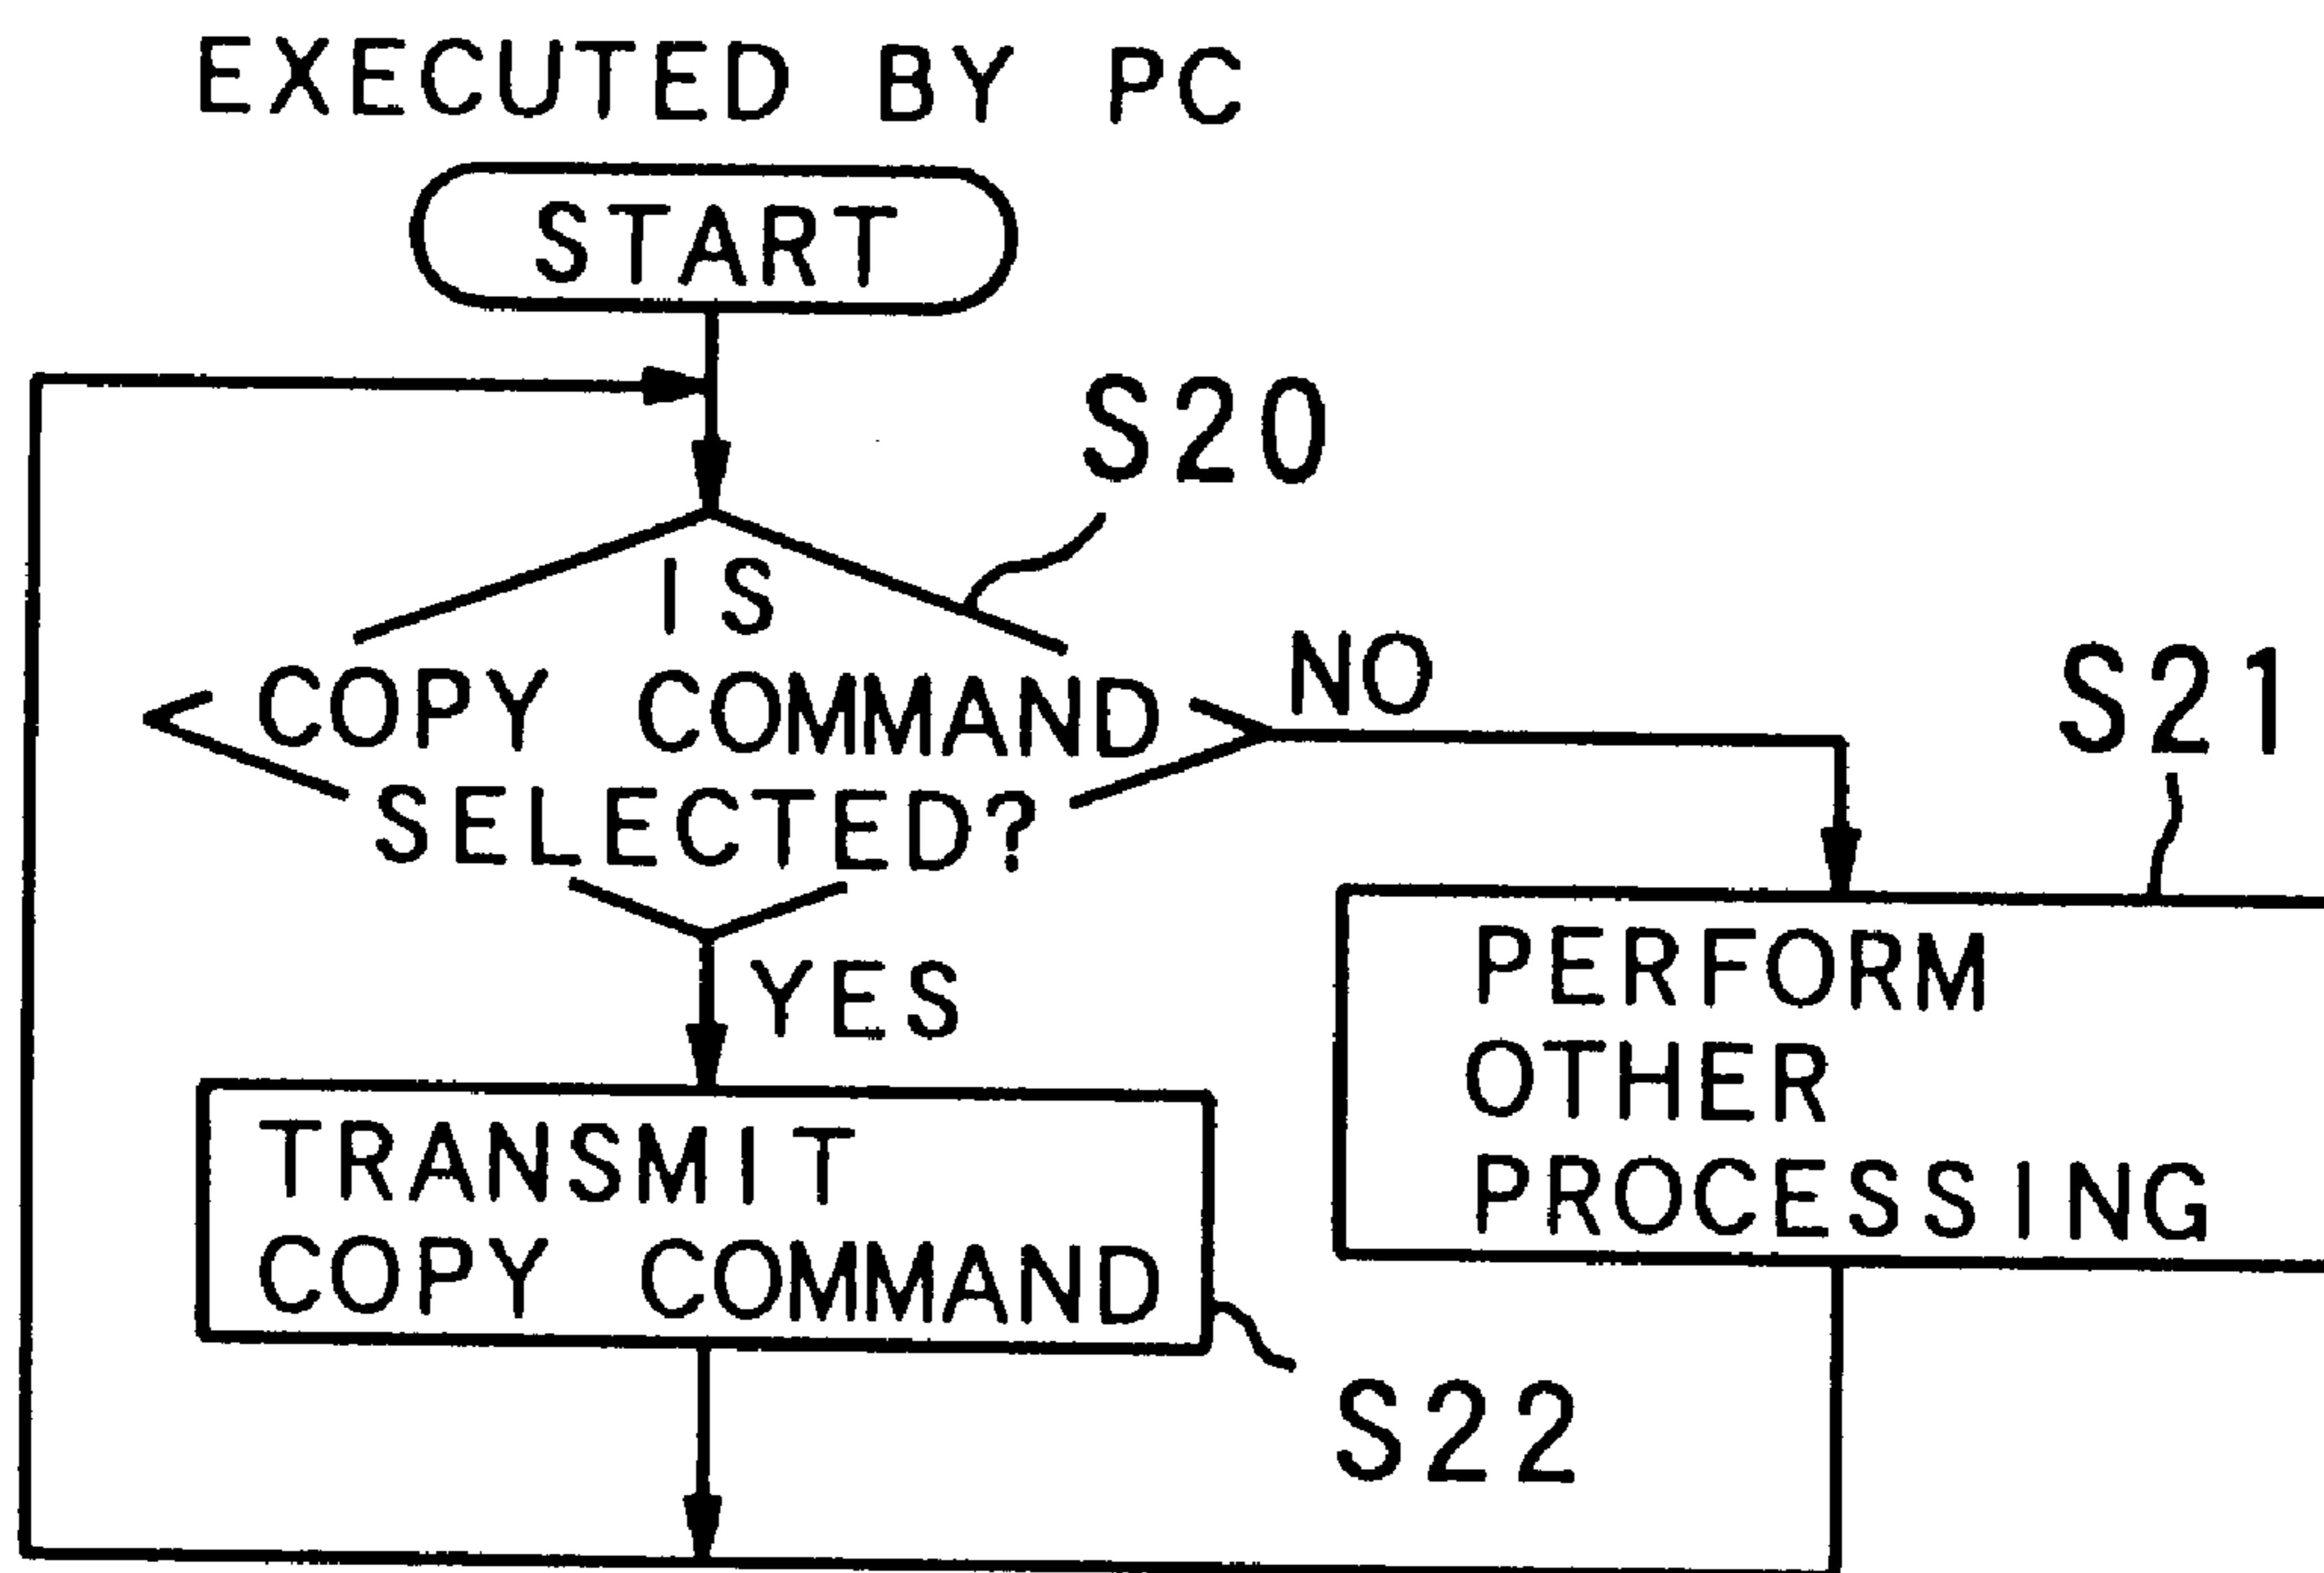 EXECUTED BY PC
START
S20
IS
COPY COMMAND
SELECTED?
NO
S21
YES
PERFORM
OTHER
PROCESSING
TRANSMIT
COPY COMMAND
S22